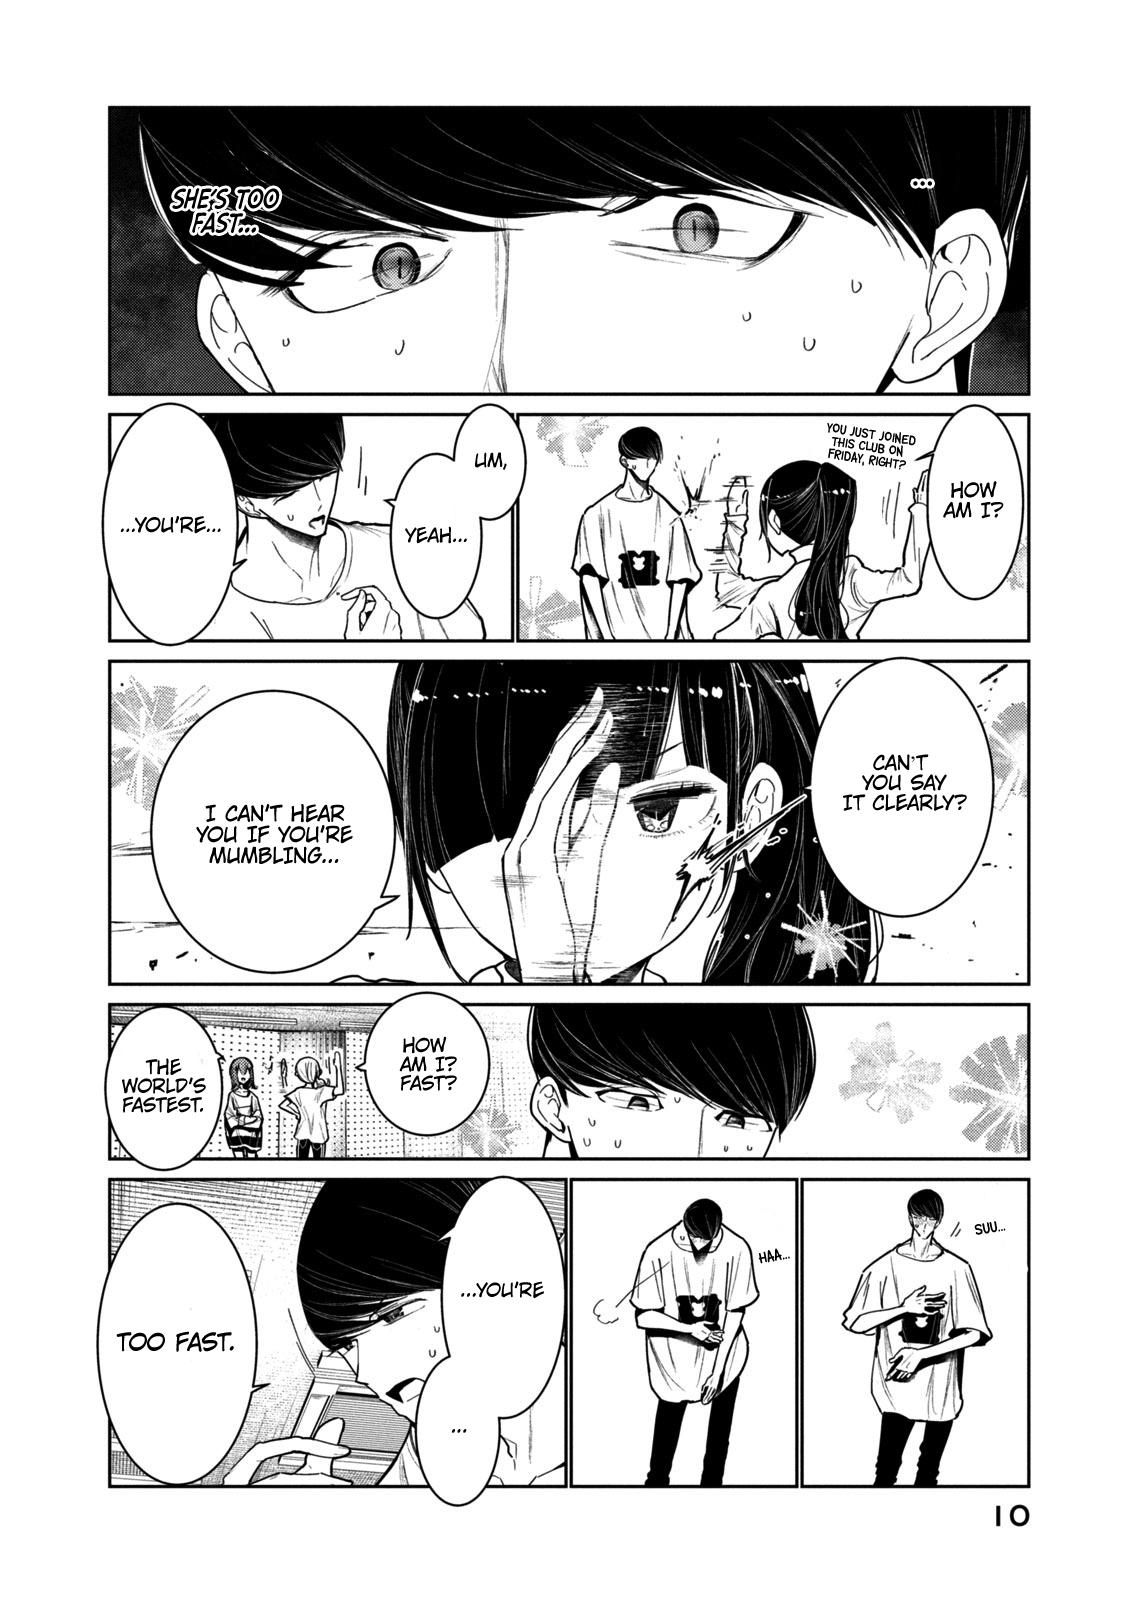 ...
SHE'S TOO
FAST...
HOW
AM I?
YOU JUST JOINED
THIS CLUB ON
FRIDAY, RIGHT?
UM,
YEAH...
...YOU'RE...
CAN'T
YOU SAY
IT CLEARLY?
I CAN'T HEAR
YOU IF YOU'RE
MUMBLING...
HOW
AM I?
FAST?
THE
WORLD'S
FASTEST.
SUU...
HAA...
...YOU'RE
...
TOO FAST.
10